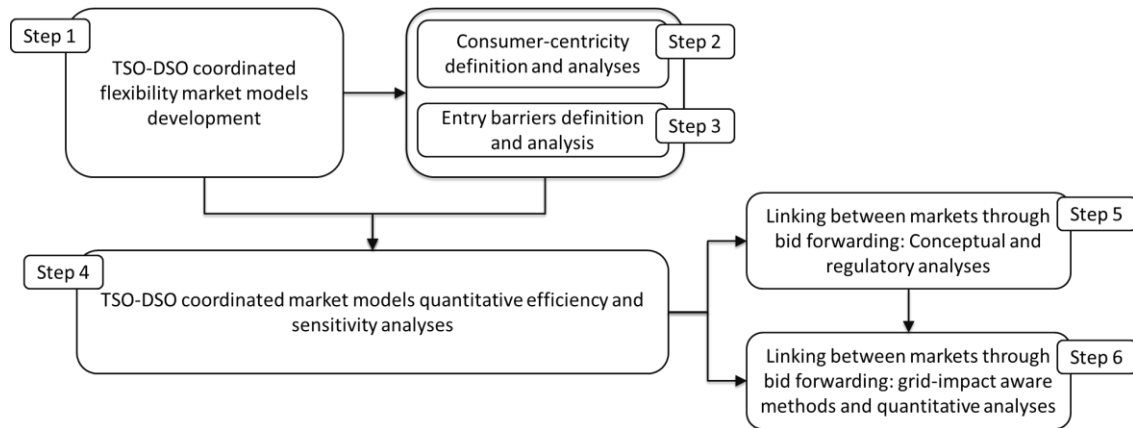 Step 1
TSO-DSO coordinated
flexibility market models
development
Step 2
Consumer-centricity
definition and analyses
Step 3
Entry barriers definition
and analysis
Step 4
TSO-DSO coordinated market models quantitative efficiency and
sensitivity analyses
Step 5
Linking between markets through
bid forwarding: Conceptual and
regulatory analyses
Step 6
Linking between markets through
bid forwarding: grid-impact aware
methods and quantitative analyses